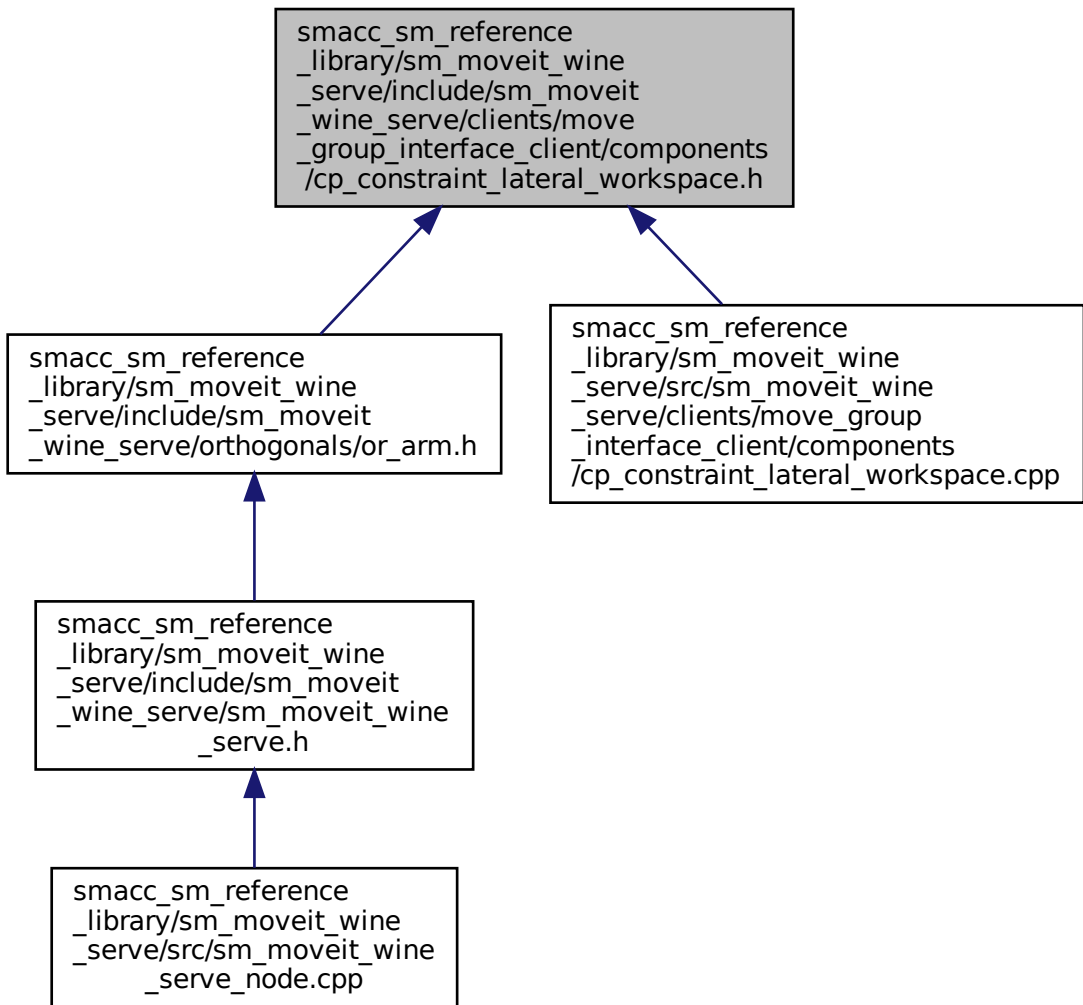 smacc_sm_reference
_library/sm_moveit_wine
_serve/include/sm_moveit
_wine_serve/clients/move
_group_interface_client/components
/cp_constraint_lateral_workspace.h
smacc_sm_reference
_library/sm_moveit_wine
_serve/include/sm_moveit
_wine_serve/orthogonals/or_arm.h
smacc_sm_reference
_library/sm_moveit_wine
_serve/src/sm_moveit_wine
_serve/clients/move_group
_interface_client/components
/cp_constraint_lateral_workspace.cpp
smacc_sm_reference
_library/sm_moveit_wine
_serve/include/sm_moveit
_wine_serve/sm_moveit_wine
_serve.h
smacc_sm_reference
_library/sm_moveit_wine
_serve/src/sm_moveit_wine
_serve_node.cpp